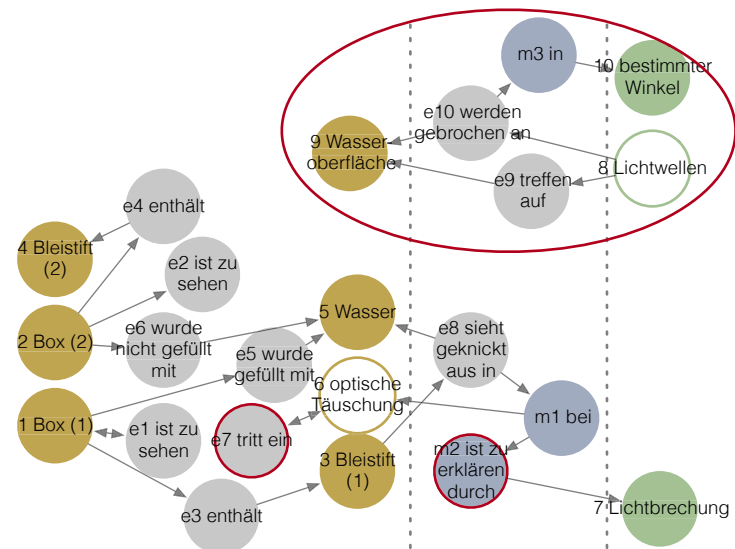 m3 in
10 bestimmter
Winkel
e10 werden
gebrochen an
9 Wasser-
oberfläche
8 Lichtwellen
e9 treffen
auf
e4 enthält
4 Bleistift
(2)
e2 ist zu
sehen
5 Wasser
2 Box (2)
e6 wurde
nicht gefüllt
mit
e8 sieht
geknickt
aus in
e5 wurde
gefüllt mit
6 optische
Täuschung
1 Box (1)
e1 ist zu
sehen
e7 tritt ein
m1 bei
3 Bleistift
(1)
m2 ist zu
erklären
durch
e3 enthält
7 Lichtbrechung